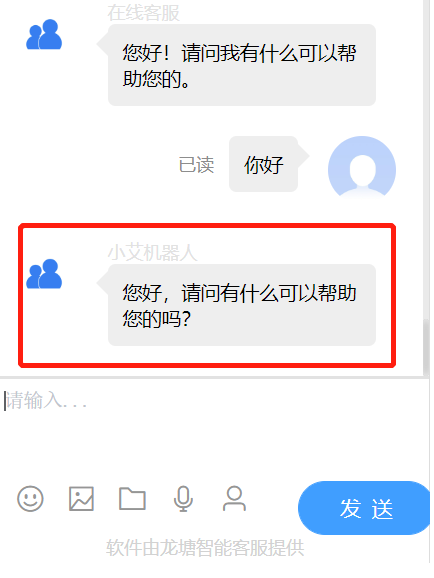 在线客服
您好！请问我有什么可以帮
助您的。
已读
你好
小艾机器人
您好，请问有什么可以帮助
您的吗？
请输入...
发 送
软件由龙塘智能客服提供